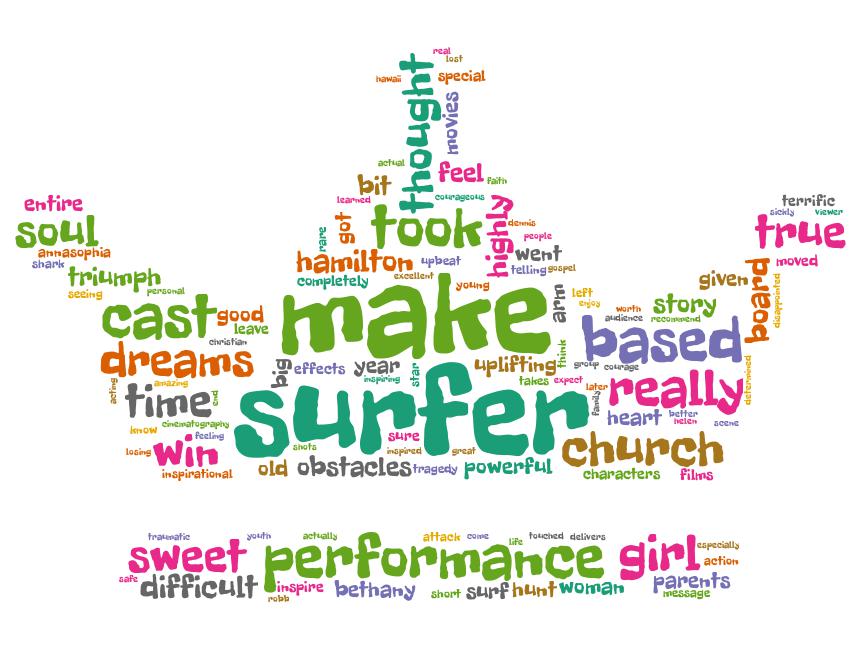 real
lost
hawaii
special
thought
movies
actual
feel
bit
faith
learned
courageous
entire
terrific
sickly
viewer
got
took
highly
dennis
soul
true
rare
people
annasophia
went
shark
hamilton
upbeat
moved
telling
gospel
triumph
excellent
completely
young
given
board
disappointed
seeing
personal
arm
left
enjoy
cast
good
make
worth
story
leave
audience
recommend
christian
based
think
dreams
big
effects
year
uplifting
group
courage
inspiring
star
takes
expect
determined
acting
amazing
time
end
surfer
later
really
family
heart
better
helen
cinematography
scene
know
feeling
sure
shots
losing
win
inspired
great
church
inspirational
old
obstacles
tragedy
powerful
characters
films
traumatic
youth
actually
attack
come
life
touched
delivers
sweet
performance
girl
especially
action
safe
difficult
inspire
bethany
short
surf
hunt
woman
parents
message
robb